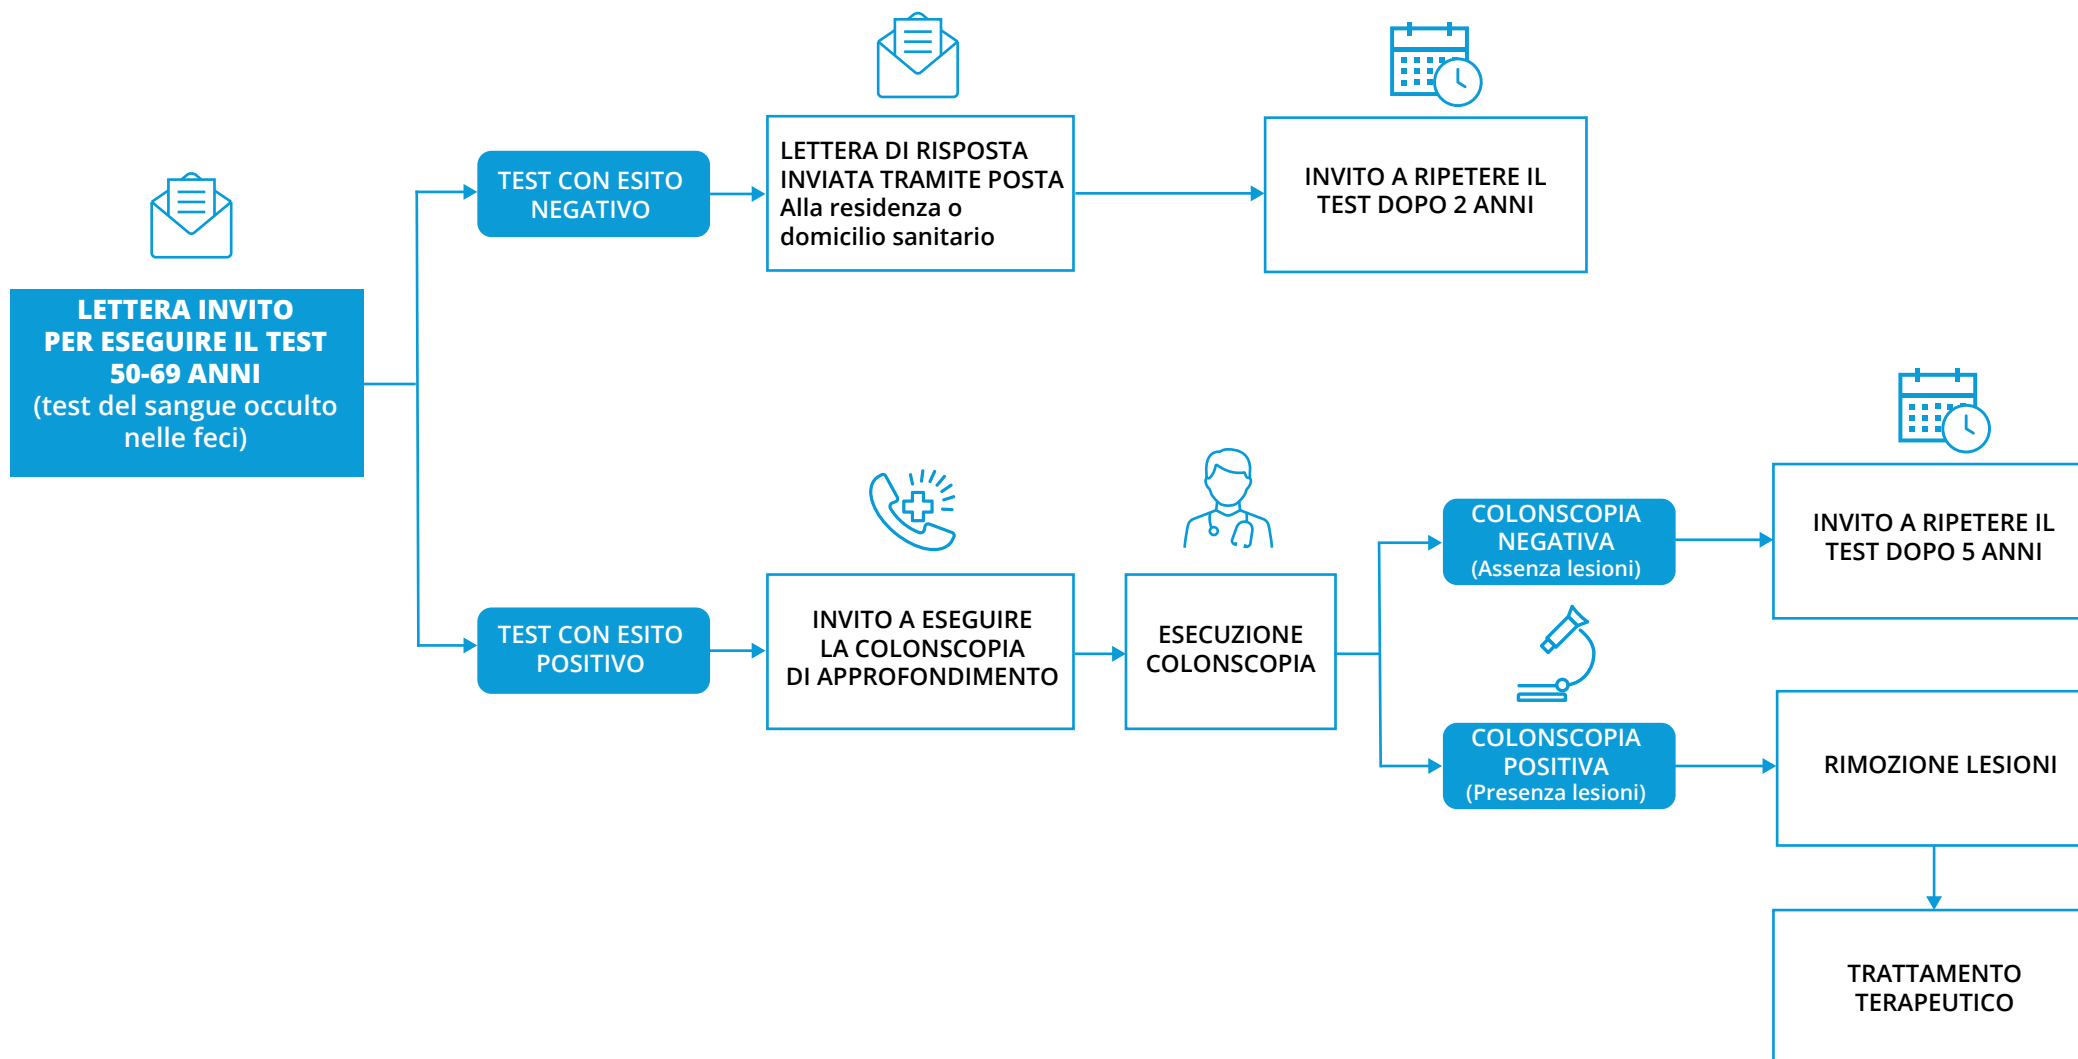 LETTERA INVITO
PER ESEGUIRE IL TEST
50-69 ANNI
(test del sangue occulto
nelle feci)
TEST CON ESITO
NEGATIVO
LETTERA DI RISPOSTA
INVIATA TRAMITE POSTA
Alla residenza o
domicilio sanitario
INVITO A RIPETERE IL
TEST DOPO 2 ANNI
TEST CON ESITO
POSITIVO
INVITO A ESEGUIRE
LA COLONSCOPIA
DI APPROFONDIMENTO
ESECUZIONE
COLONSCOPIA
COLONSCOPIA
NEGATIVA
(Assenza lesioni)
INVITO A RIPETERE IL
TEST DOPO 5 ANNI
COLONSCOPIA
POSITIVA
(Presenza lesioni)
RIMOZIONE LESIONI
TRATTAMENTO
TERAPEUTICO